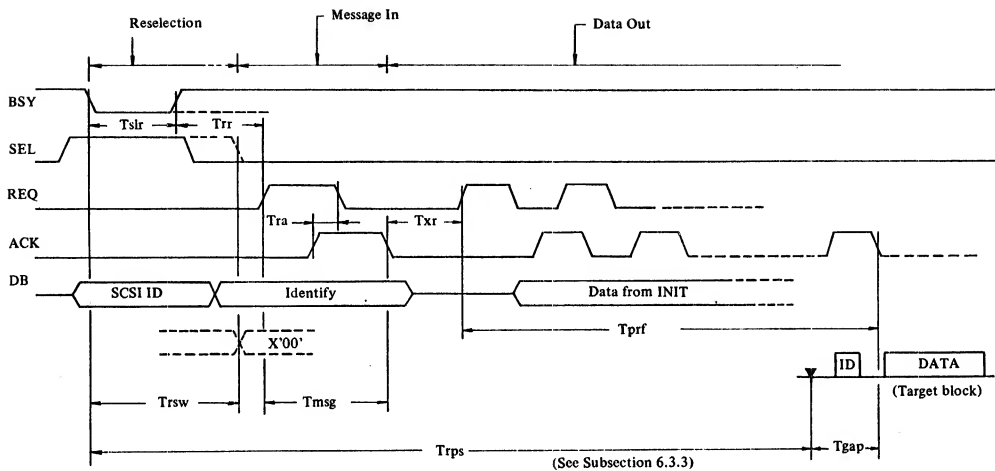 Reselection
Message In
Data Out
BSY
Tslr
Trr
SEL
REQ
Tra
Txr
ACK
DB
SCSI ID
Identify
Data from INIT
X'00'
Tprf
ID
DATA
(Target block)
Trsw
Tmsg
Trps
Tgap
(See Subsection 6.3.3)